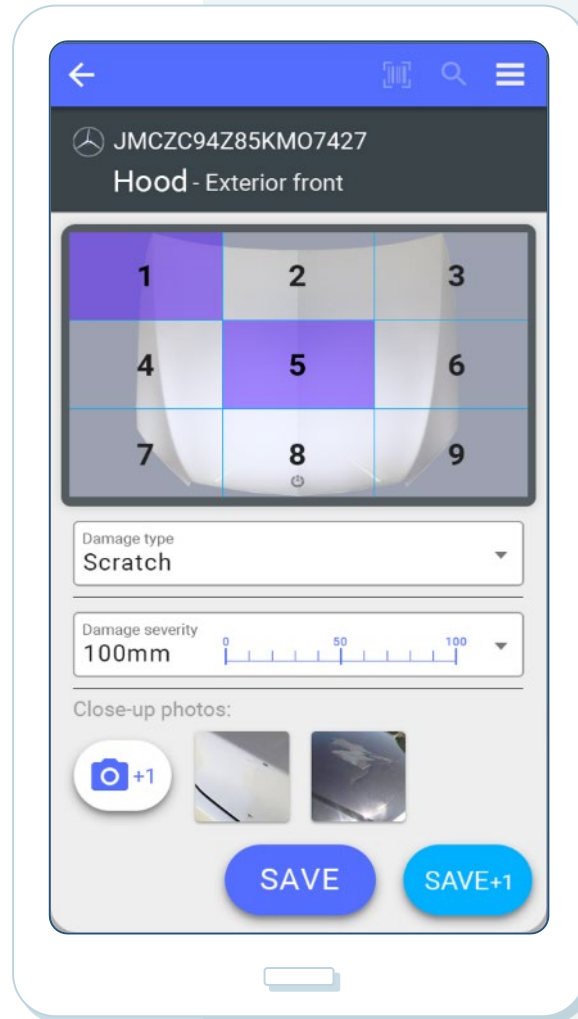 JMCZC94Z85KMO7427
Hood - Exterior front
1 2 3
4 5 6
7 8 9
Damage type
Scratch
Damage severity
100mm
0 50 100
Close-up photos:
+1
SAVE SAVE+1